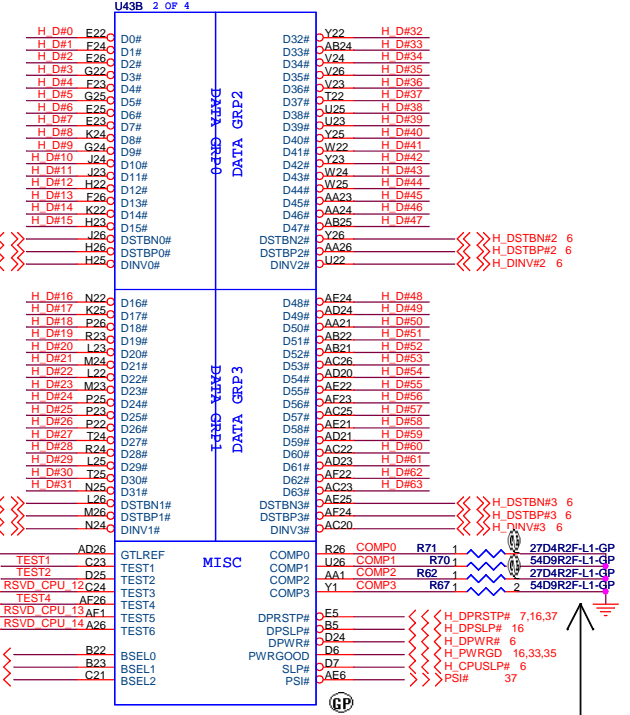 U43B 2 OF 4
H_D#0 E22 D0# D32# Y22 H_D#32
H_D#1 F24 D1# D33# AB24 H_D#33
H_D#2 E26 D2# D34# V24 H_D#34
H_D#3 G22 D3# D35# V26 H_D#35
H_D#4 F23 D4# D36# V23 H_D#36
H_D#5 G25 D5# D37# T22 H_D#37
H_D#6 E25 D6# D38# U25 H_D#38
H_D#7 E23 D7# D39# U23 H_D#39
H_D#8 K24 D8# D40# Y25 H_D#40
H_D#9 G24 D9# D41# W22 H_D#41
H_D#10 J24 D10# D42# Y23 H_D#42
H_D#11 J23 D11# D43# W24 H_D#43
H_D#12 H22 D12# D44# W25 H_D#44
H_D#13 F26 D13# D45# AA23 H_D#45
H_D#14 K22 D14# D46# AA24 H_D#46
H_D#15 H23 D15# D47# AB25 H_D#47
J26 DSTBN0# DSTBN2# Y26 H_DSTBN#2 6
H26 DSTBP0# DSTBP2# AA26 H_DSTBP#2 6
H25 DINV0# DINV2# U22 H_DINV#2 6
DATA GRP0
DATA GRP2
H_D#16 N22 D16# D48# AE24 H_D#48
H_D#17 K25 D17# D49# AD24 H_D#49
H_D#18 P26 D18# D50# AA21 H_D#50
H_D#19 R23 D19# D51# AB22 H_D#51
H_D#20 L23 D20# D52# AB21 H_D#52
H_D#21 M24 D21# D53# AC26 H_D#53
H_D#22 L22 D22# D54# AD20 H_D#54
H_D#23 M23 D23# D55# AE22 H_D#55
H_D#24 P25 D24# D56# AF23 H_D#56
H_D#25 P23 D25# D57# AC25 H_D#57
H_D#26 P22 D26# D58# AE21 H_D#58
H_D#27 T24 D27# D59# AD21 H_D#59
H_D#28 R24 D28# D60# AC22 H_D#60
H_D#29 L25 D29# D61# AD23 H_D#61
H_D#30 T25 D30# D62# AF22 H_D#62
H_D#31 N25 D31# D63# AC23 H_D#63
L26 DSTBN1# DSTBN3# AE25 H_DSTBN#3 6
M26 DSTBP1# DSTBP3# AF24 H_DSTBP#3 6
N24 DINV1# DINV3# AC20 H_DINV#3 6
DATA GRP1
DATA GRP3
MISC
AD26 GTLREF COMP0 R26 COMP0 R71 1 27D4R2F-L1-GP
TEST1 C23 TEST1 COMP1 U26 COMP1 R70 1 54D9R2F-L1-GP
TEST2 D25 TEST2 COMP2 AA1 COMP2 R62 1 27D4R2F-L1-GP
RSVD_CPU_12 C24 TEST3 COMP3 Y1 COMP3 R67 1 2 54D9R2F-L1-GP
TEST4 AF26 TEST4
RSVD_CPU_13 AF1 TEST5 DPRSTP# E5 H_DPRSTP# 7,16,37
RSVD_CPU_14 A26 TEST6 DPSLP# B5 H_DPSLP# 16
DPWR# D24 H_DPWR# 6
B22 BSEL0 PWRGOOD D6 H_PWRGD 16,33,35
B23 BSEL1 SLP# D7 H_CPUSLP# 6
C21 BSEL2 PSI# AE6 PSI# 37
GP